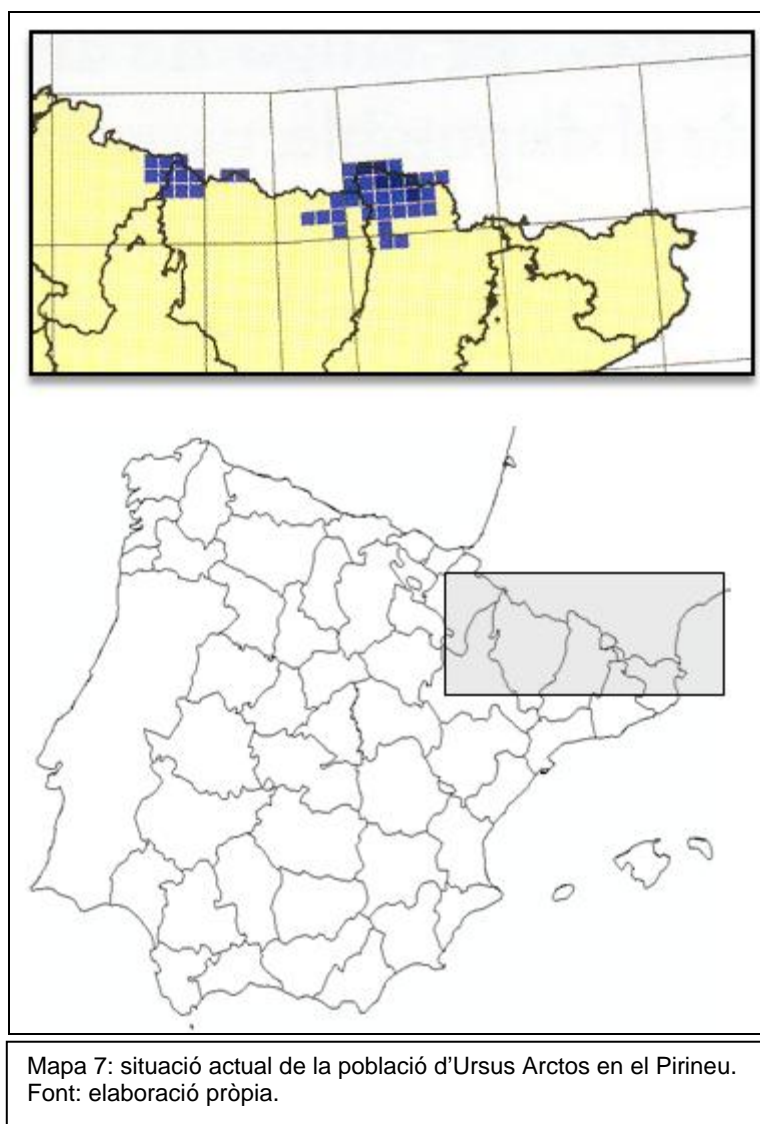 Mapa 7: situació actual de la població d'Ursus Arctos en el Pirineu.
Font: elaboració pròpia.